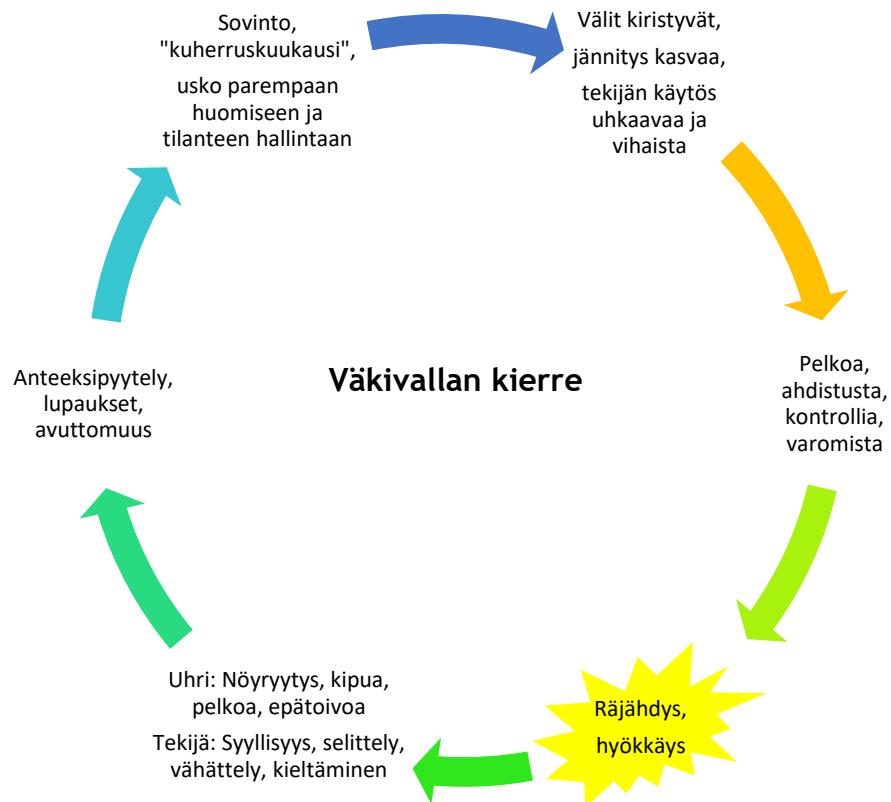 Sovinto,
"kuherruskuukausi",
usko parempaan
huomiseen ja
tilanteen hallintaan
Välit kiristyvät,
jännitys kasvaa,
tekijän käytös
uhkaavaa ja
vihaista
Pelkoa,
ahdistusta,
kontrollia,
varomista
Räjähdys,
hyökkäys
Uhri: Nöyryytys, kipua,
pelkoa, epätoivoa
Tekijä: Syyllisyys, selittely,
vähättely, kieltäminen
Anteeksipyytely,
lupaukset,
avuttomuus
Väkivallan kierre